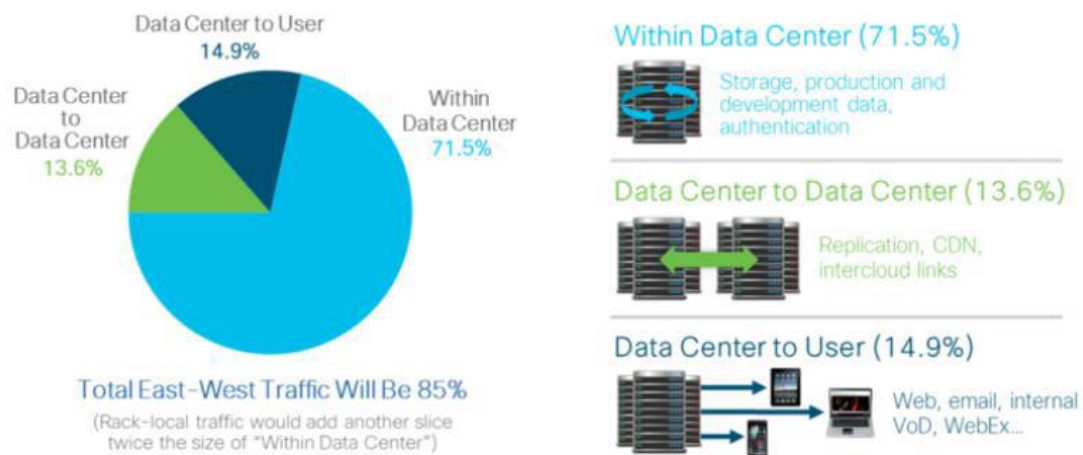 Data Center to User
14.9%
Data Center
to
Data Center
13.6%
Within
Data Center
71.5%
Total East-West Traffic Will Be 85%
(Rack-local traffic would add another slice
twice the size of “Within Data Center”)
Within Data Center (71.5%)
Storage, production and
development data,
authentication
Data Center to Data Center (13.6%)
Replication, CDN,
intercloud links
Data Center to User (14.9%)
Web, email, internal
VoD, WebEx...